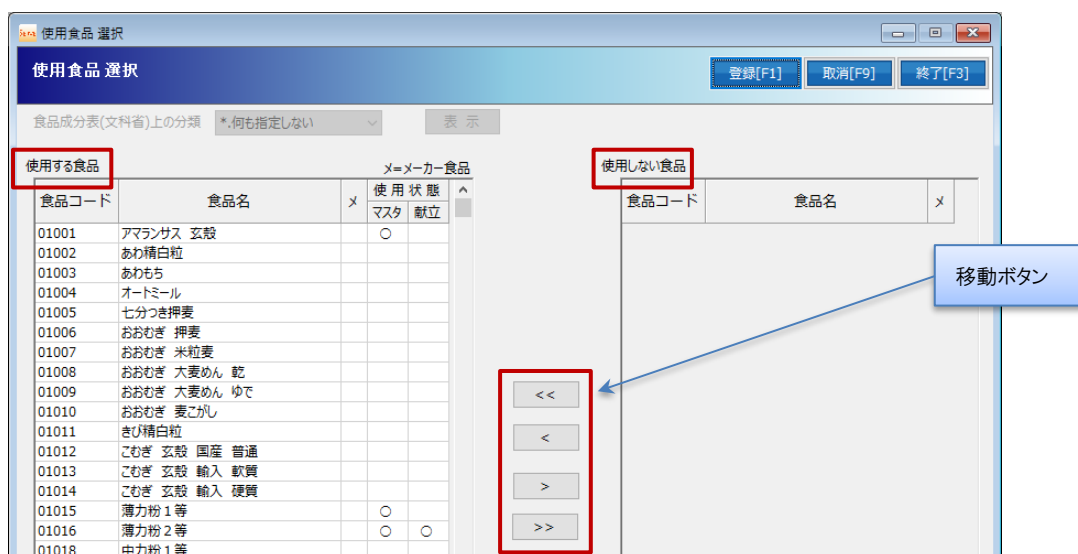 使用食品 選択
使用食品 選択
登録[F1] 取消[F9] 終了[F3]
食品成分表(文科省)上の分類 *.何も指定しない 表 示
使用する食品 メ=メーカー食品 使用しない食品
食品コード 食品名 メ 使用状態 食品コード 食品名 メ
マスタ 献立
01001 アマランサス 玄殻 ○
01002 あわ精白粒
01003 あわもち
01004 オートミール
01005 七分つき押麦
01006 おおむぎ 押麦
01007 おおむぎ 米粒麦
01008 おおむぎ 大麦めん 乾
01009 おおむぎ 大麦めん ゆで
01010 おおむぎ 麦こがし
01011 きび精白粒
01012 こむぎ 玄穀 国産 普通
01013 こむぎ 玄穀 輸入 軟質
01014 こむぎ 玄穀 輸入 硬質
01015 薄力粉1等 ○
01016 薄力粉2等 ○ ○
01018 中力粉1等
<<
<
>
>>
移動ボタン